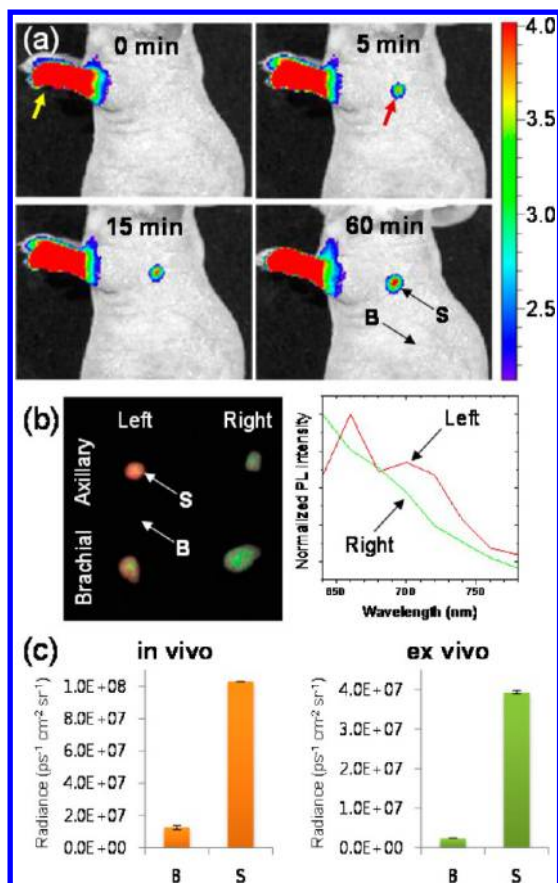 (a)
0 min
5 min
4.0
3.5
3.0
2.5
15 min
60 min
B
S
(b)
Left
Right
Axillary
Brachial
S
B
Normalized PL Intensity
Left
Right
650
700
750
Wavelength (nm)
(c)
in vivo
ex vivo
Radiance (ps⁻¹ cm⁻² sr⁻¹)
1.0E+08
8.0E+07
6.0E+07
4.0E+07
2.0E+07
0.0E+00
B
S
Radiance (ps⁻¹ cm⁻² sr⁻¹)
4.0E+07
3.0E+07
2.0E+07
1.0E+07
0.0E+00
B
S